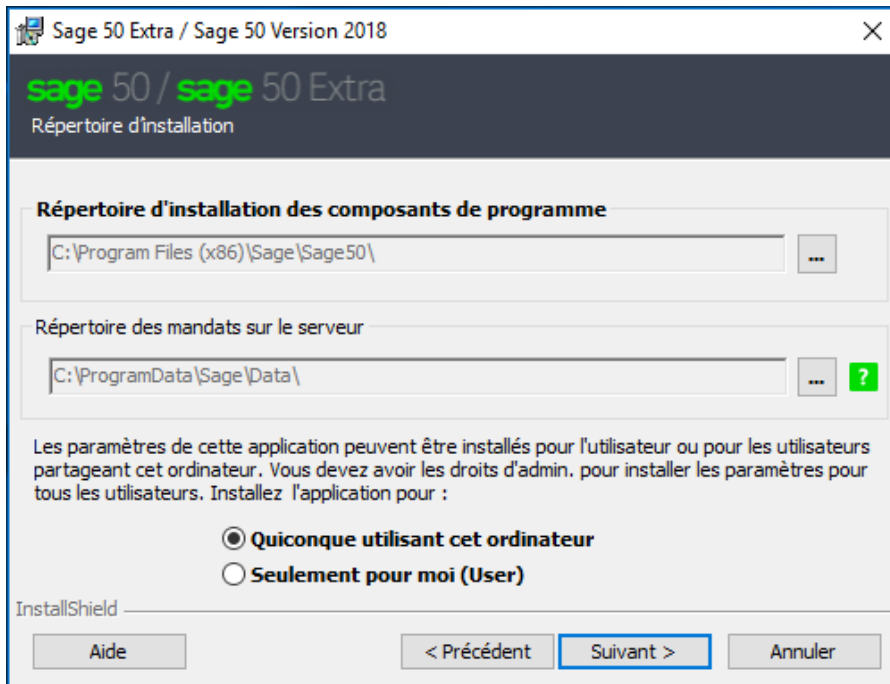 Sage 50 Extra / Sage 50 Version 2018
sage 50 / sage 50 Extra
Répertoire d'installation
Répertoire d'installation des composants de programme
C:\Program Files (x86)\Sage\Sage50\
...
Répertoire des mandats sur le serveur
C:\ProgramData\Sage\Data\
...
?
Les paramètres de cette application peuvent être installés pour l'utilisateur ou pour les utilisateurs
partageant cet ordinateur. Vous devez avoir les droits d'admin. pour installer les paramètres pour
tous les utilisateurs. Installez l'application pour :
Quiconque utilisant cet ordinateur
Seulement pour moi (User)
InstallShield
Aide
< Précédent
Suivant >
Annuler